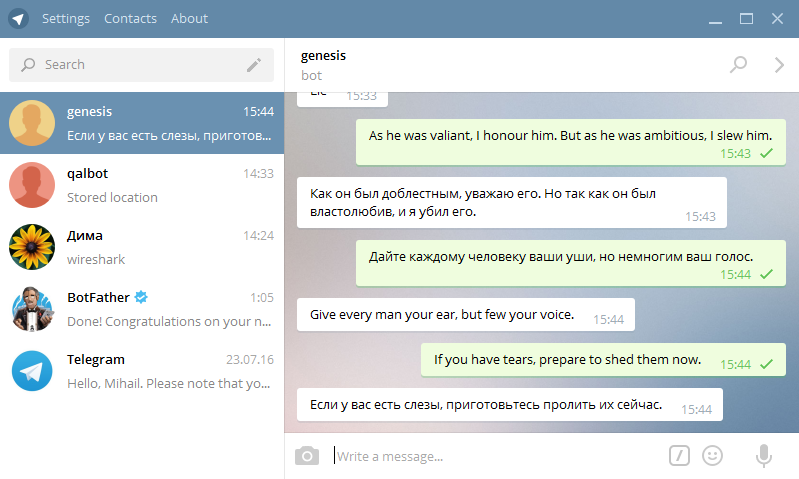 Settings Contacts About
Search
genesis 15:44
Если у вас есть слезы, приготов...
qalbot 14:33
Stored location
Дима 14:24
wireshark
BotFather 1:05
Done! Congratulations on your n...
Telegram 23.07.16
Hello, Mihail. Please note that yo...
genesis
bot
15:33
As he was valiant, I honour him. But as he was ambitious, I slew him.
15:43
Как он был доблестным, уважаю его. Но так как он был
властолюбив, и я убил его.
15:43
Дайте каждому человеку ваши уши, но немногим ваш голос.
15:44
Give every man your ear, but few your voice.
15:44
If you have tears, prepare to shed them now.
15:44
Если у вас есть слезы, приготовьтесь пролить их сейчас.
15:44
Write a message...